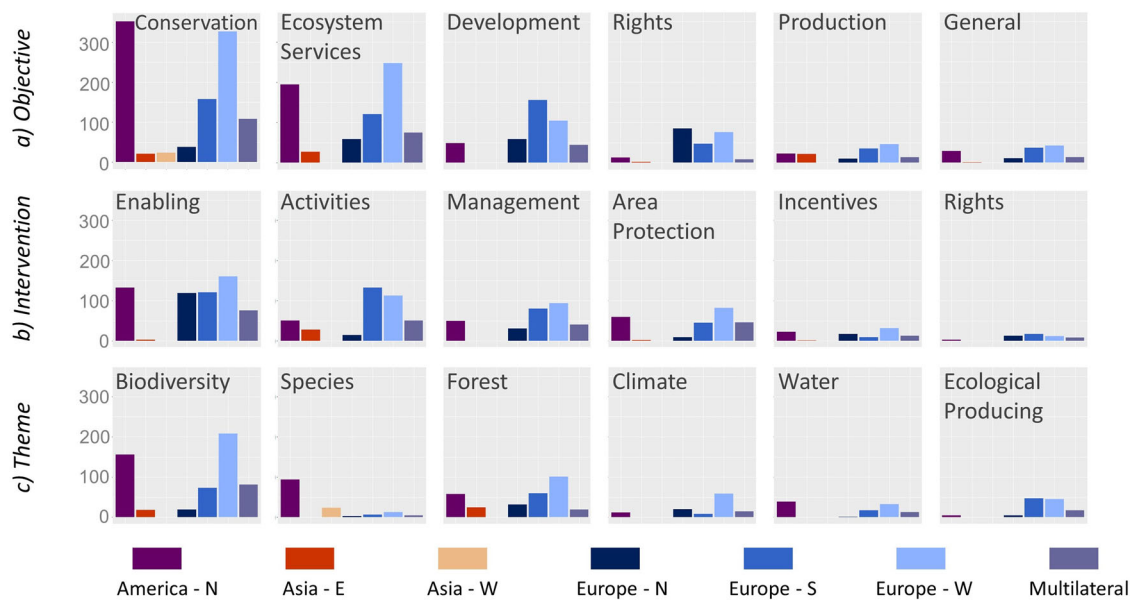 a) Objective
Conservation
Ecosystem
Services
Development
Rights
Production
General
300
200
100
0
b) Intervention
Enabling
Activities
Management
Area
Protection
Incentives
Rights
300
200
100
0
c) Theme
Biodiversity
Species
Forest
Climate
Water
Ecological
Producing
300
200
100
0
America - N
Asia - E
Asia - W
Europe - N
Europe - S
Europe - W
Multilateral